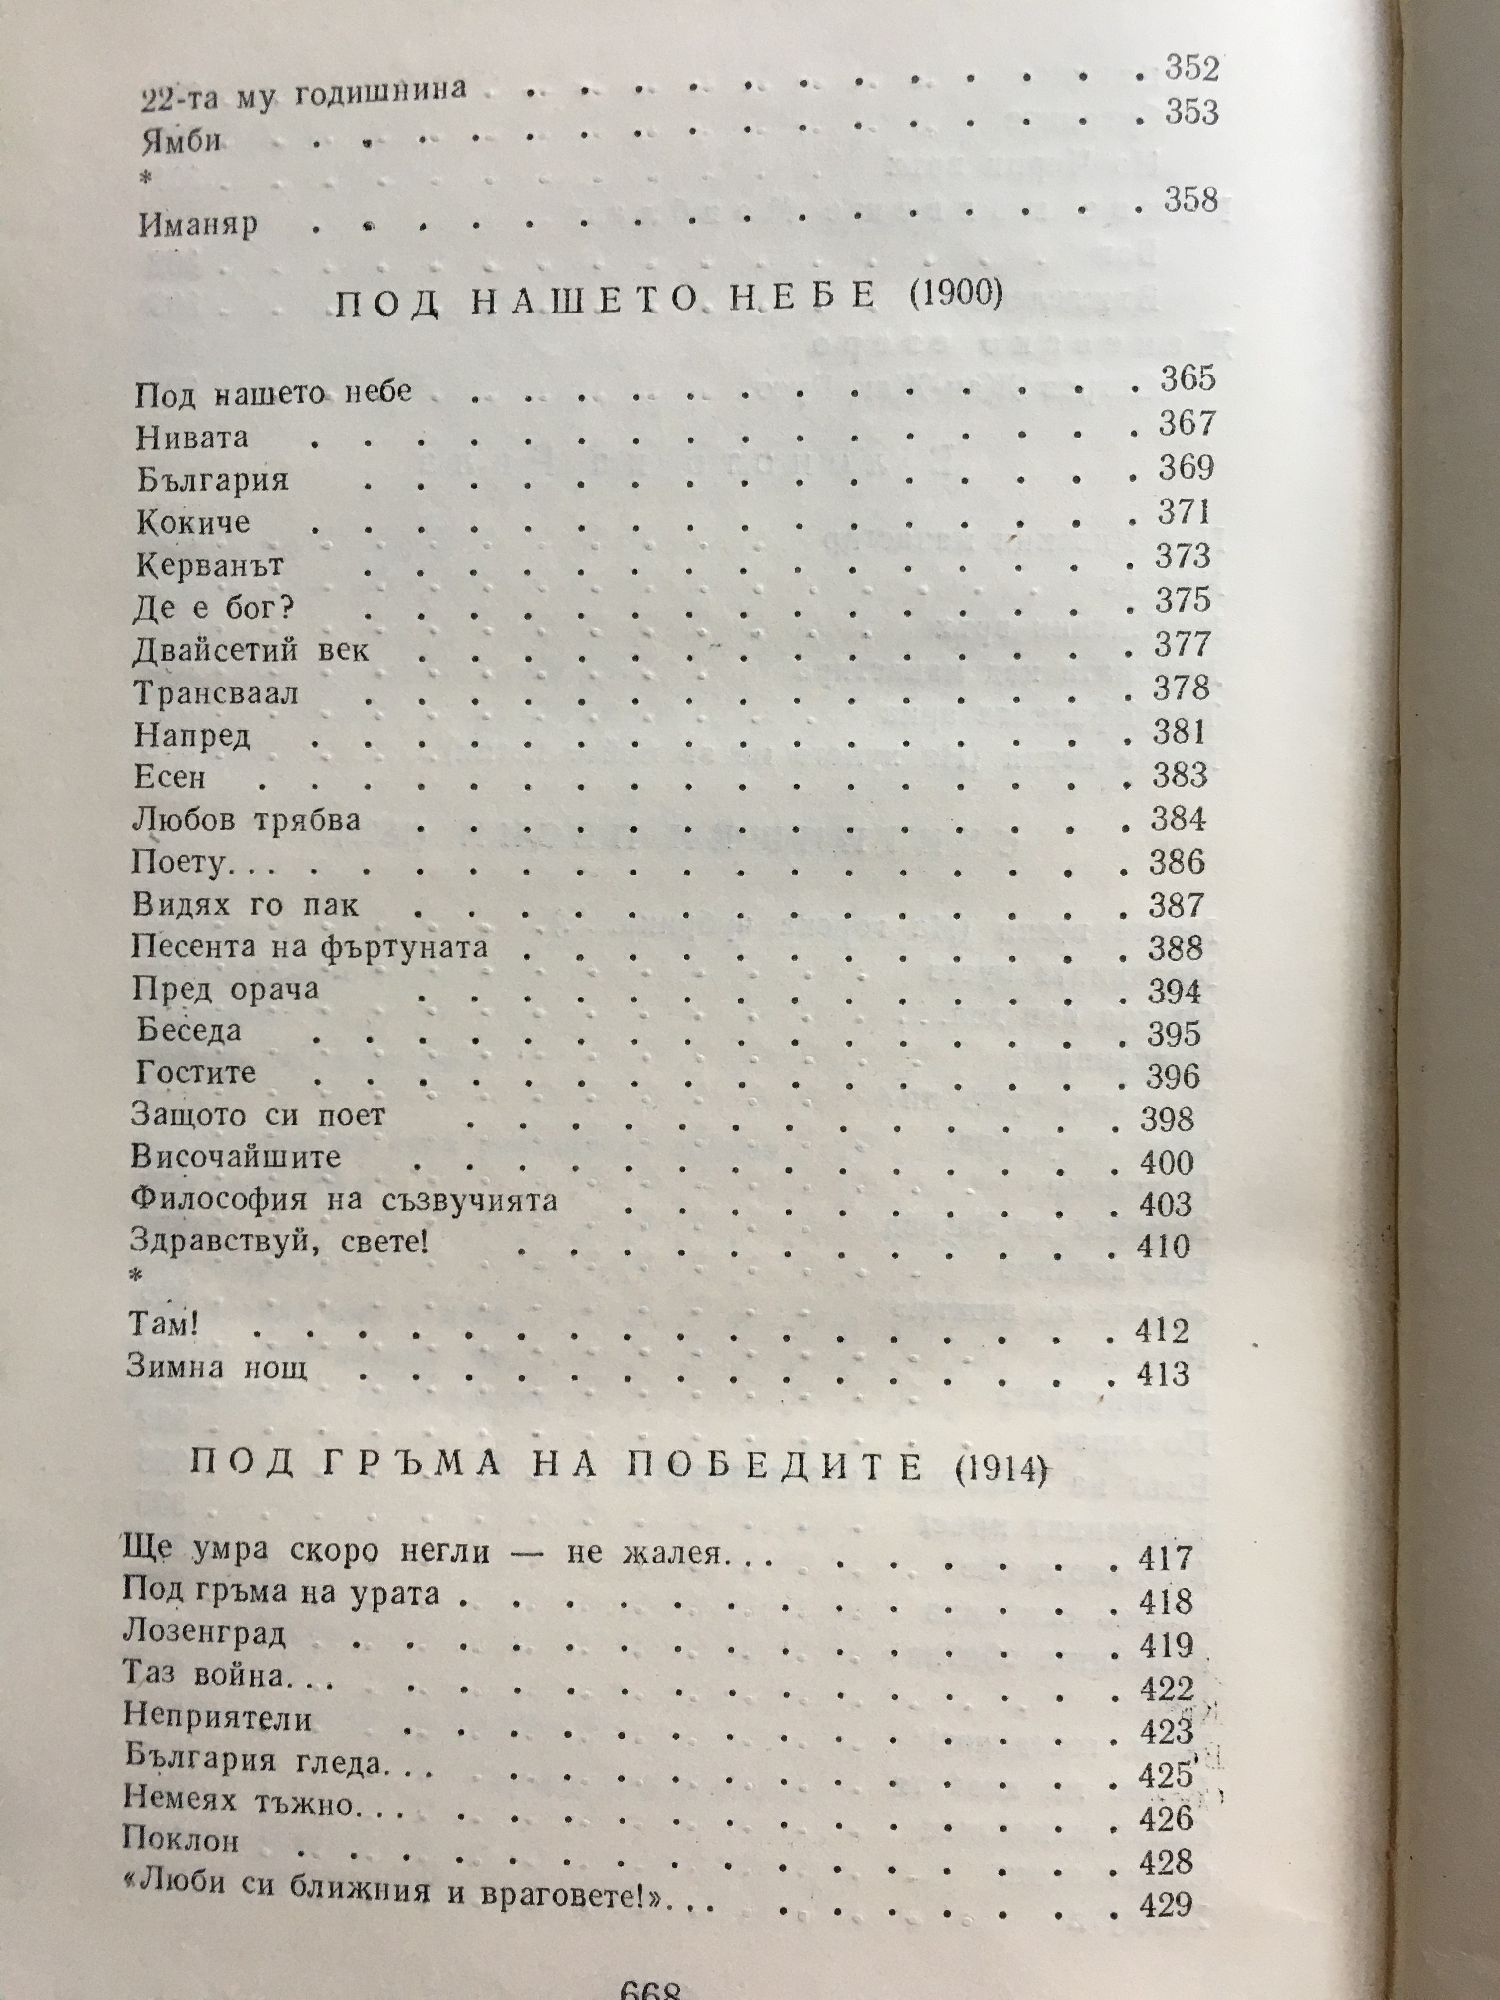 22-та му годишнина . . . . . . . . . . . . 352
Ямби . . . . . . . . . . . . . . . . 353
*
Иманяр . . . . . . . . . . . . . . . . 358
ПОД НАШЕТО НЕБЕ (1900)
Под нашето небе . . . . . . . . . . . . . 365
Нивата . . . . . . . . . . . . . . . . 367
България . . . . . . . . . . . . . . . 369
Кокиче . . . . . . . . . . . . . . . . 371
Керванът . . . . . . . . . . . . . . . 373
Де е бог? . . . . . . . . . . . . . . . 375
Двайсетий век . . . . . . . . . . . . . . 377
Трансваал . . . . . . . . . . . . . . . 378
Напред . . . . . . . . . . . . . . . . 381
Есен . . . . . . . . . . . . . . . . . 383
Любов трябва . . . . . . . . . . . . . . 384
Поету. . . . . . . . . . . . . . . . . . . 386
Видях го пак . . . . . . . . . . . . . . 387
Песента на фъртуната . . . . . . . . . . . . 388
Пред орача . . . . . . . . . . . . . . 394
Беседа . . . . . . . . . . . . . . . . 395
Гостите . . . . . . . . . . . . . . . . 396
Защото си поет . . . . . . . . . . . . . 398
Височайшите . . . . . . . . . . . . . . 400
Философия на съзвучията . . . . . . . . . . 403
Здравствуй, свете! . . . . . . . . . . . . 410
*
Там! . . . . . . . . . . . . . . . . . 412
Зимна нощ . . . . . . . . . . . . . . . 413
ПОД ГРЪМА НА ПОБЕДИТЕ (1914)
Ще умра скоро негли — не жалея. . . . . . . . . 417
Под гръма на урата . . . . . . . . . . . . . 418
Лозенград . . . . . . . . . . . . . . . 419
Таз война. . . . . . . . . . . . . . . . . 422
Неприятели . . . . . . . . . . . . . . 423
България гледа. . . . . . . . . . . . . . . 425
Немеях тъжно. . . . . . . . . . . . . . . . 426
Поклон . . . . . . . . . . . . . . . . 428
«Люби си ближния и враговете!». . . . . . . . . . 429
668